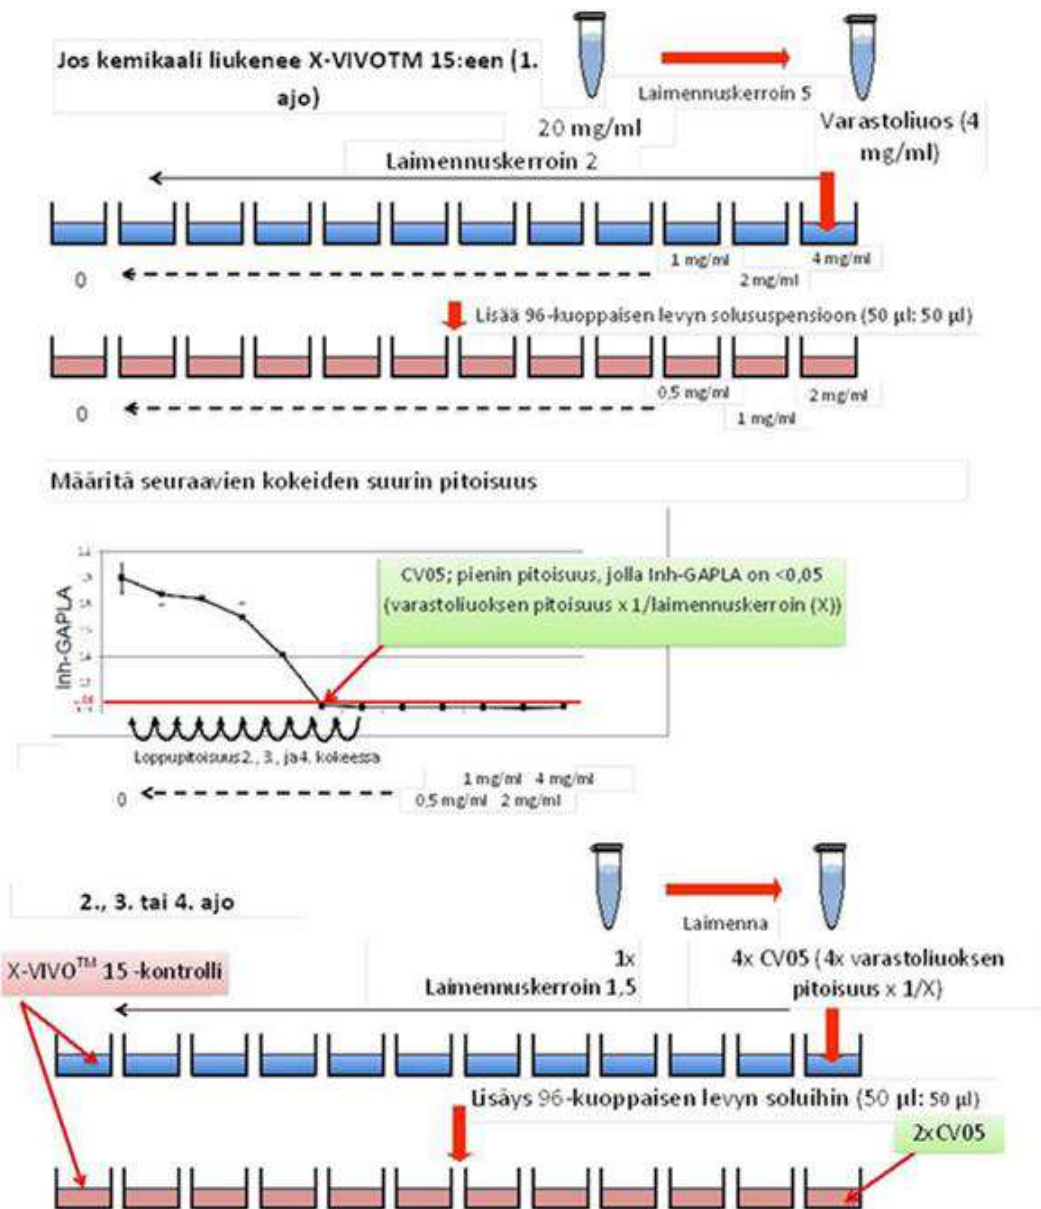 Jos kemikaali liukenee X-VIVOTM 15:een (1.
ajo)
Laimennuskerroin 5
20 mg/ml
Varastoliuos (4
mg/ml)
Laimennuskerroin 2
0
1 mg/ml
2 mg/ml
4 mg/ml
Lisää 96-kuoppaisen levyn solususpensioon (50 µl: 50 µl)
0
0,5 mg/ml
1 mg/ml
2 mg/ml
Määritä seuraavien kokeiden suurin pitoisuus
Inh-GAPLA
CV05; pienin pitoisuus, jolla Inh-GAPLA on <0,05
(varastoliuoksen pitoisuus x 1/laimennuskerroin (X))
Loppupitoisuus 2., 3., ja 4. kokeessa
1 mg/ml 4 mg/ml
0 0,5 mg/ml 2 mg/ml
2., 3. tai 4. ajo
Laimenna
X-VIVO™ 15 -kontrolli
1x
Laimennuskerroin 1,5
4x CV05 (4x varastoliuoksen
pitoisuus x 1/X)
Lisäys 96-kuoppaisen levyn soluihin (50 µl: 50 µl)
2xCV05